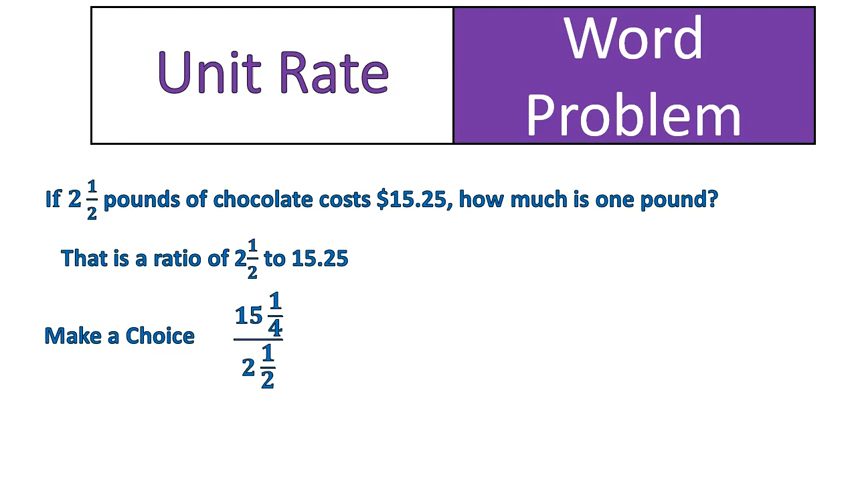 Unit Rate
Word
Problem
If 2 1/2 pounds of chocolate costs $15.25, how much is one pound?
That is a ratio of 2 1/2 to 15.25
Make a Choice
15 1/4
2 1/2